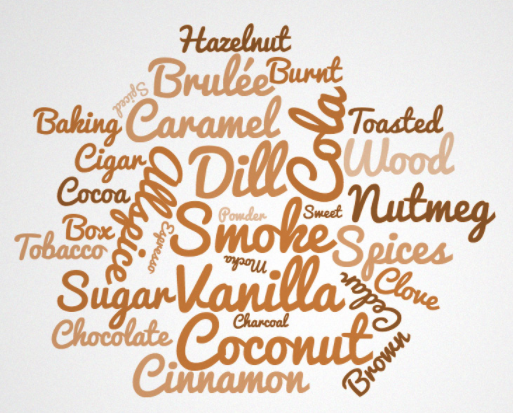 Hazelnut
Brulée
Burnt
Spiced
Cola
Baking
Caramel
Toasted
Cigar
Allspice
Dill
Wood
Cocoa
Nutmeg
Powder
Sweet
Box
Espresso
Smoke
Spices
Tobacco
Mocha
Sugar
Vanilla
Cedar
Clove
Chocolate
Charcoal
Coconut
Brown
Cinnamon